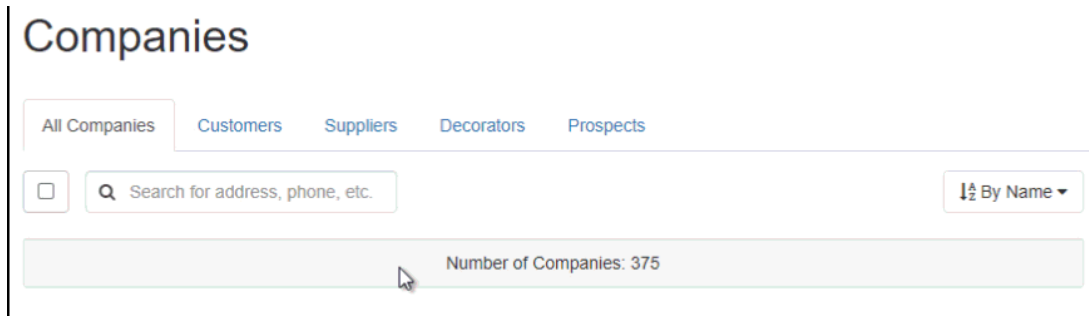 Companies
All Companies Customers Suppliers Decorators Prospects
Search for address, phone, etc. By Name
Number of Companies: 375